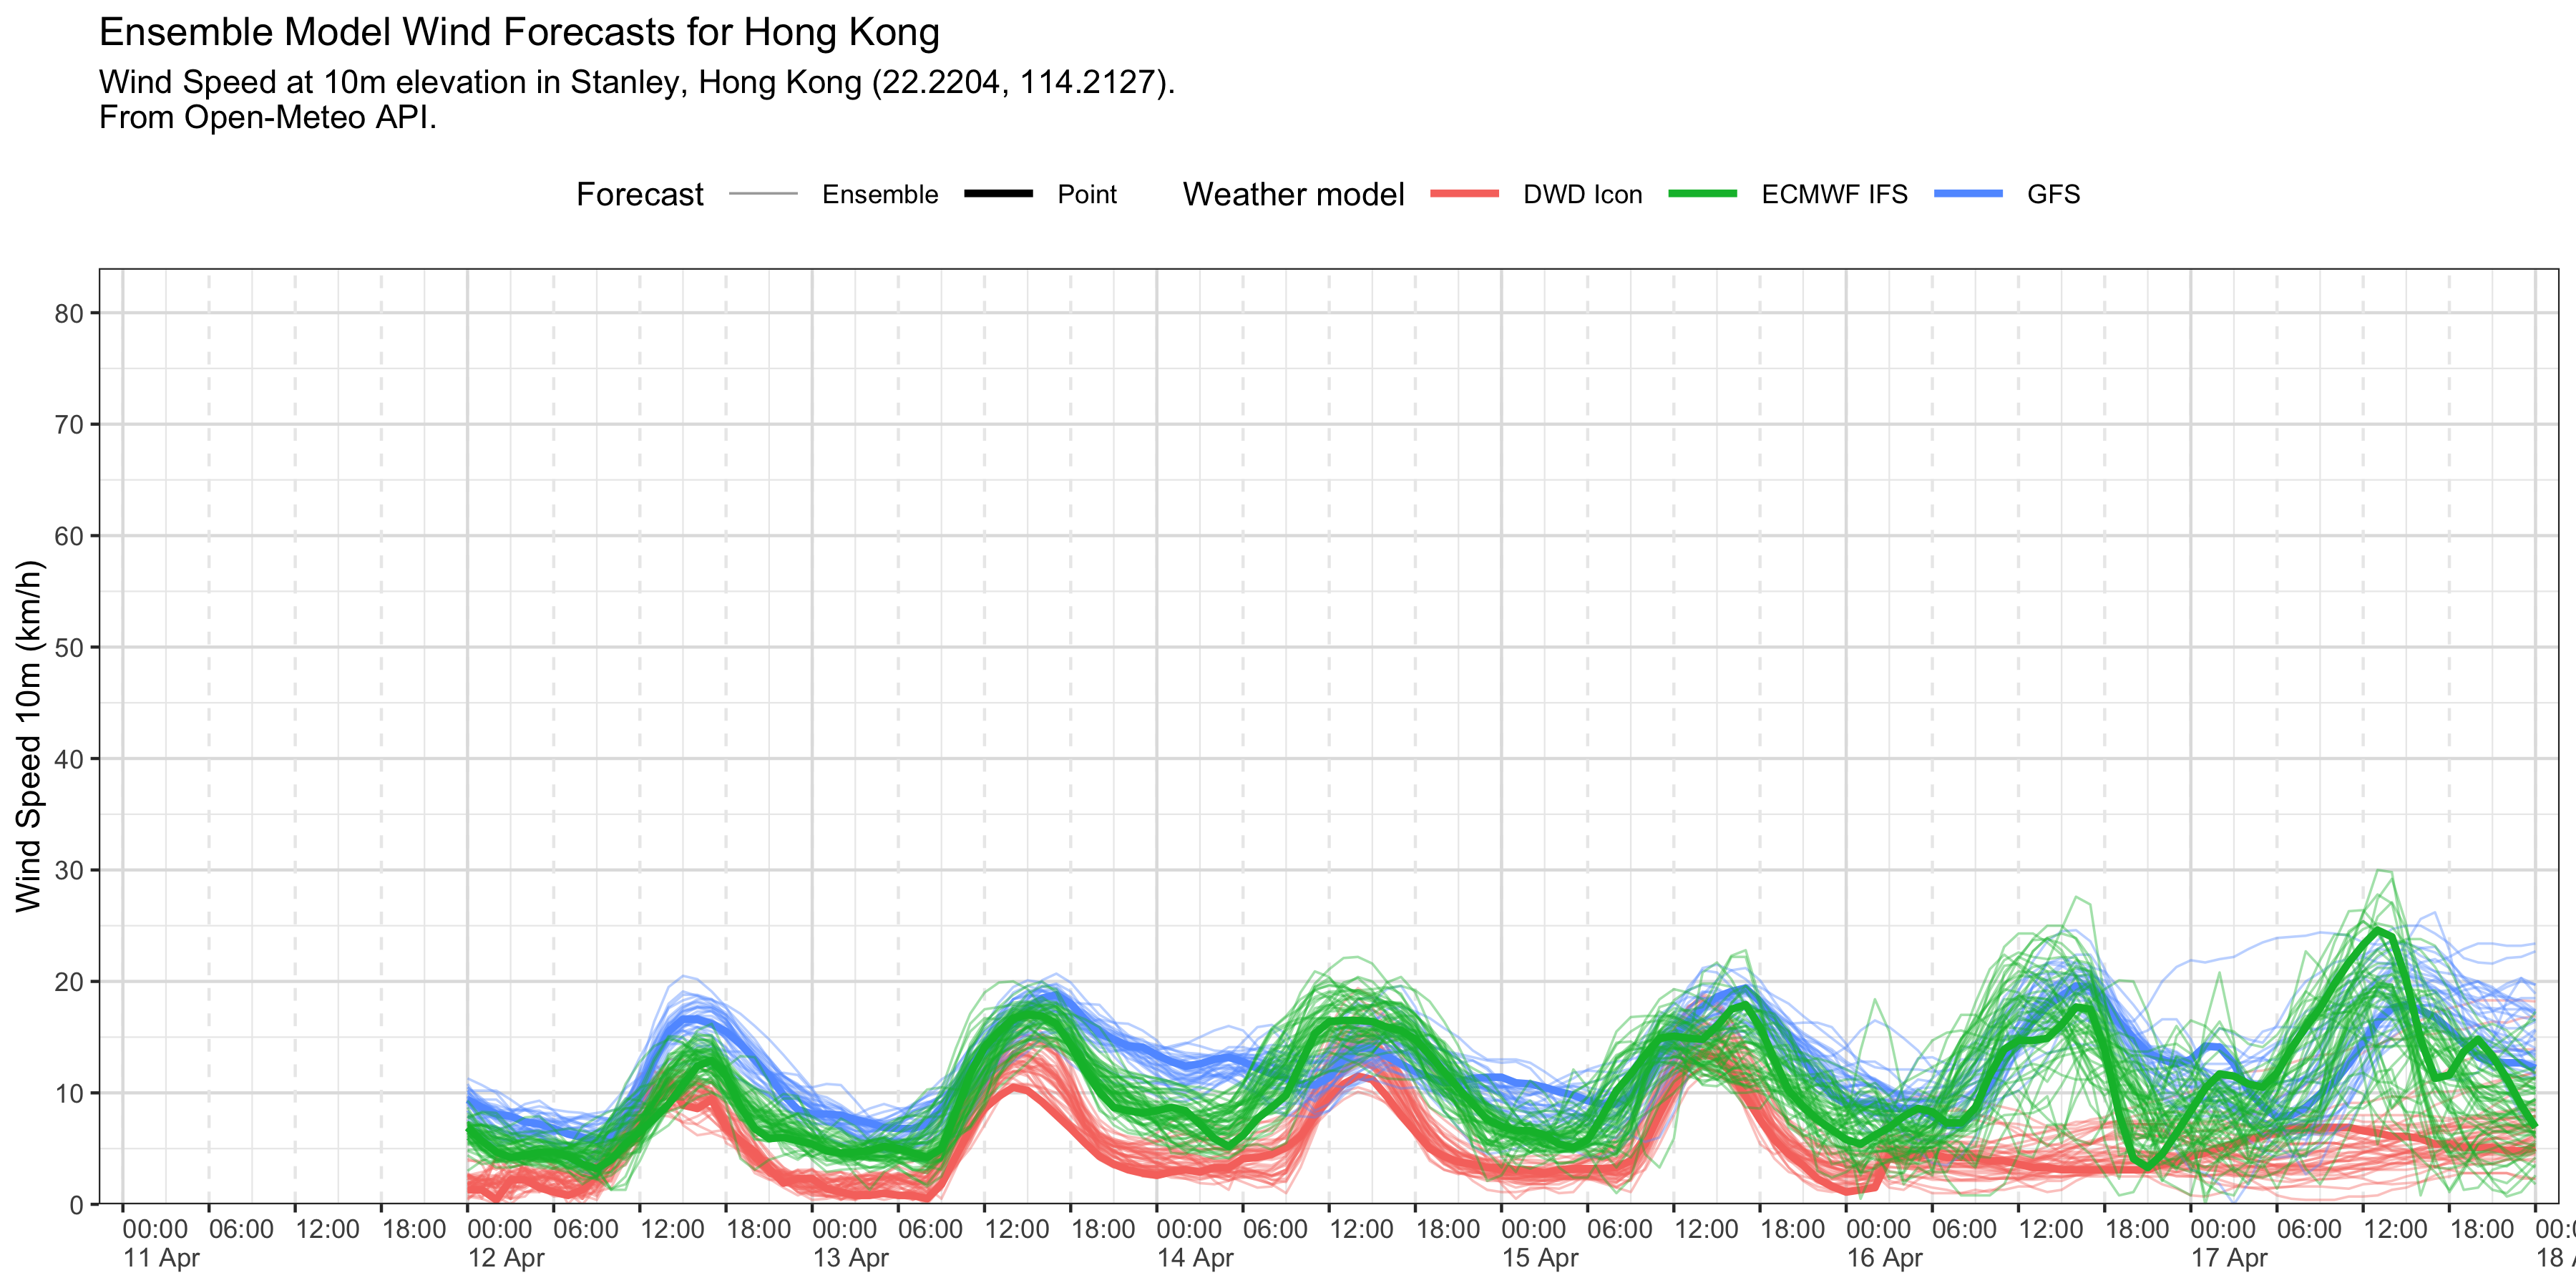 Ensemble Model Wind Forecasts for Hong Kong
Wind Speed at 10m elevation in Stanley, Hong Kong (22.2204, 114.2127).
From Open-Meteo API.
Forecast Ensemble Point Weather model DWD Icon ECMWF IFS GFS
Wind Speed 10m (km/h)
80
70
60
50
40
30
20
10
0
00:00 06:00 12:00 18:00 00:00 06:00 12:00 18:00 00:00 06:00 12:00 18:00 00:00 06:00 12:00 18:00 00:00 06:00 12:00 18:00 00:00 06:00 12:00 18:00 00:00 06:00 12:00 18:00
11 Apr 12 Apr 13 Apr 14 Apr 15 Apr 16 Apr 17 Apr 18